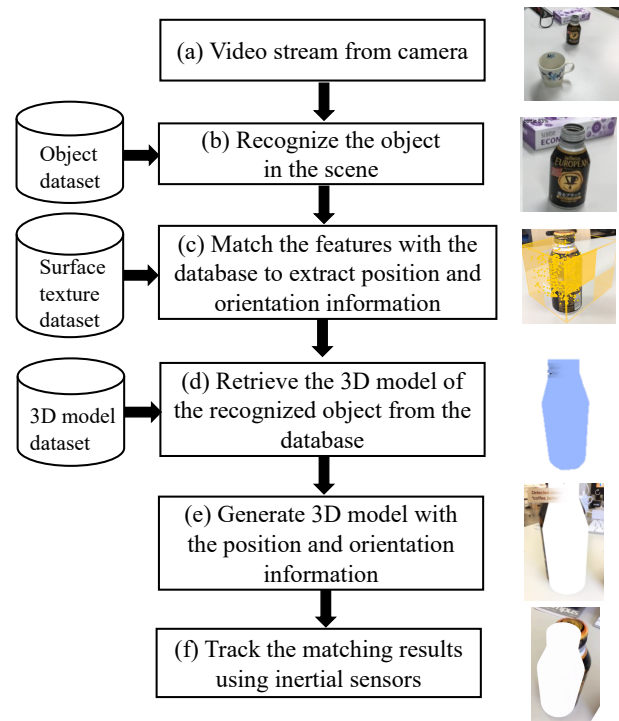 (a) Video stream from camera
Object
dataset
(b) Recognize the object
in the scene
ECON
EUROPEAN
Surface
texture
dataset
(c) Match the features with the
database to extract position and
orientation information
3D model
dataset
(d) Retrieve the 3D model of
the recognized object from the
database
(e) Generate 3D model with
the position and orientation
information
(f) Track the matching results
using inertial sensors